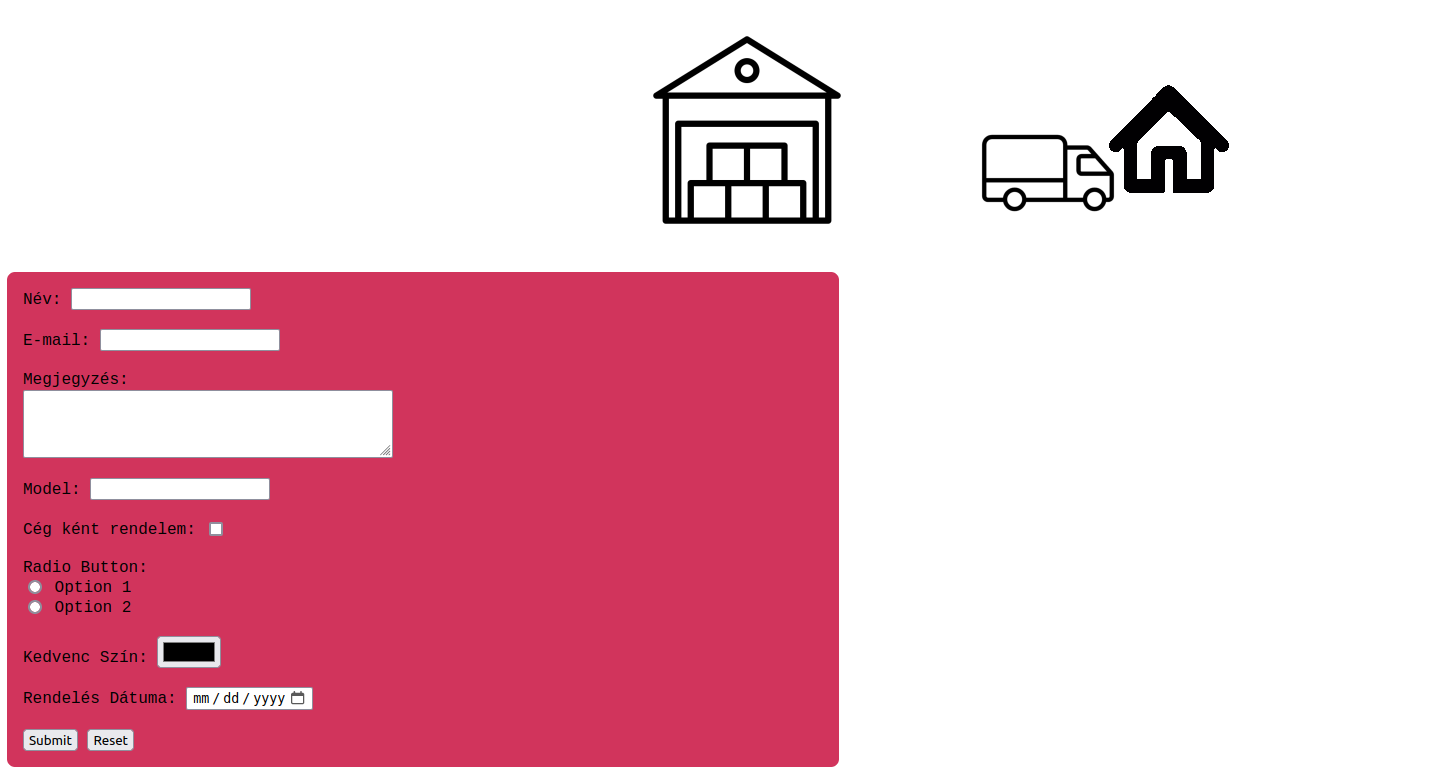 Név:
E-mail:
Megjegyzés:
Model:
Cég ként rendelem:
Radio Button:
Option 1
Option 2
Kedvenc Szín:
Rendelés Dátuma: mm/dd/yyyy
Submit Reset